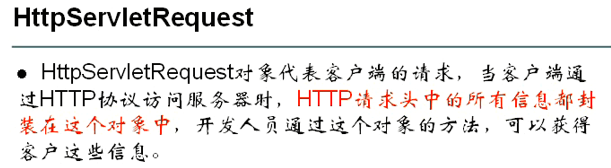 HttpServletRequest
● HttpServletRequest对象代表客户端的请求，当客户端通
过HTTP协议访问服务器时，HTTP请求头中的所有信息都封
装在这个对象中，开发人员通过这个对象的方法，可以获得
客户这些信息。